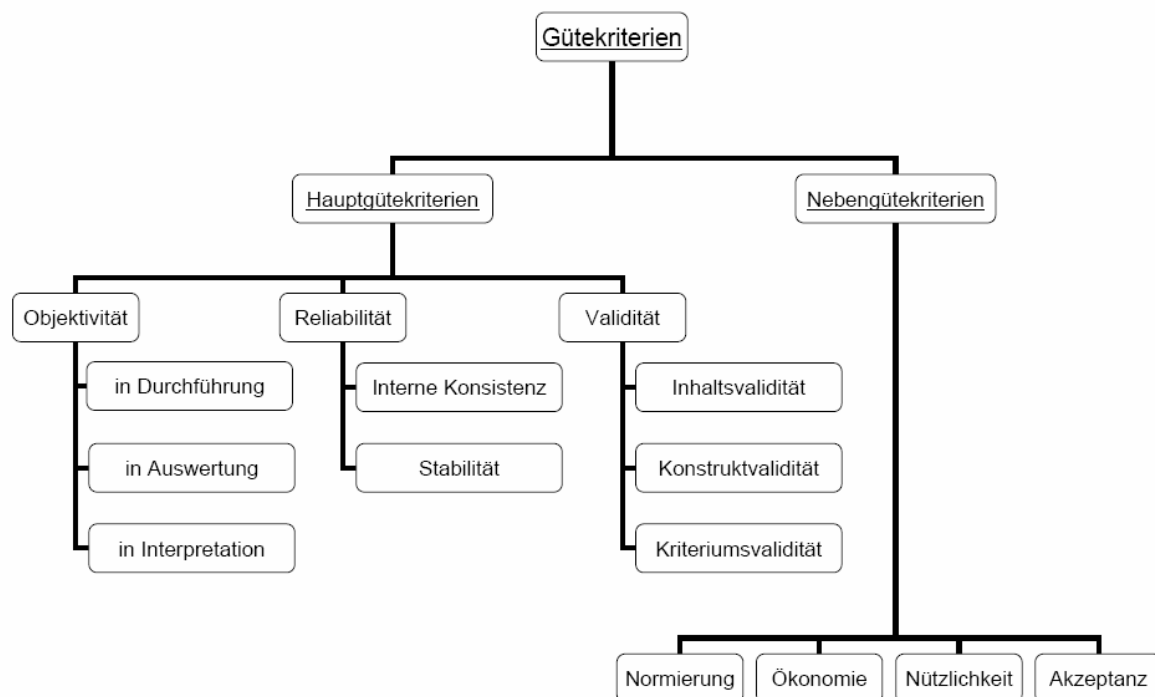 Gütekriterien
Hauptgütekriterien
Nebengütekriterien
Objektivität
Reliabilität
Validität
in Durchführung
Interne Konsistenz
Inhaltsvalidität
in Auswertung
Stabilität
Konstruktvalidität
in Interpretation
Kriteriumsvalidität
Normierung
Ökonomie
Nützlichkeit
Akzeptanz